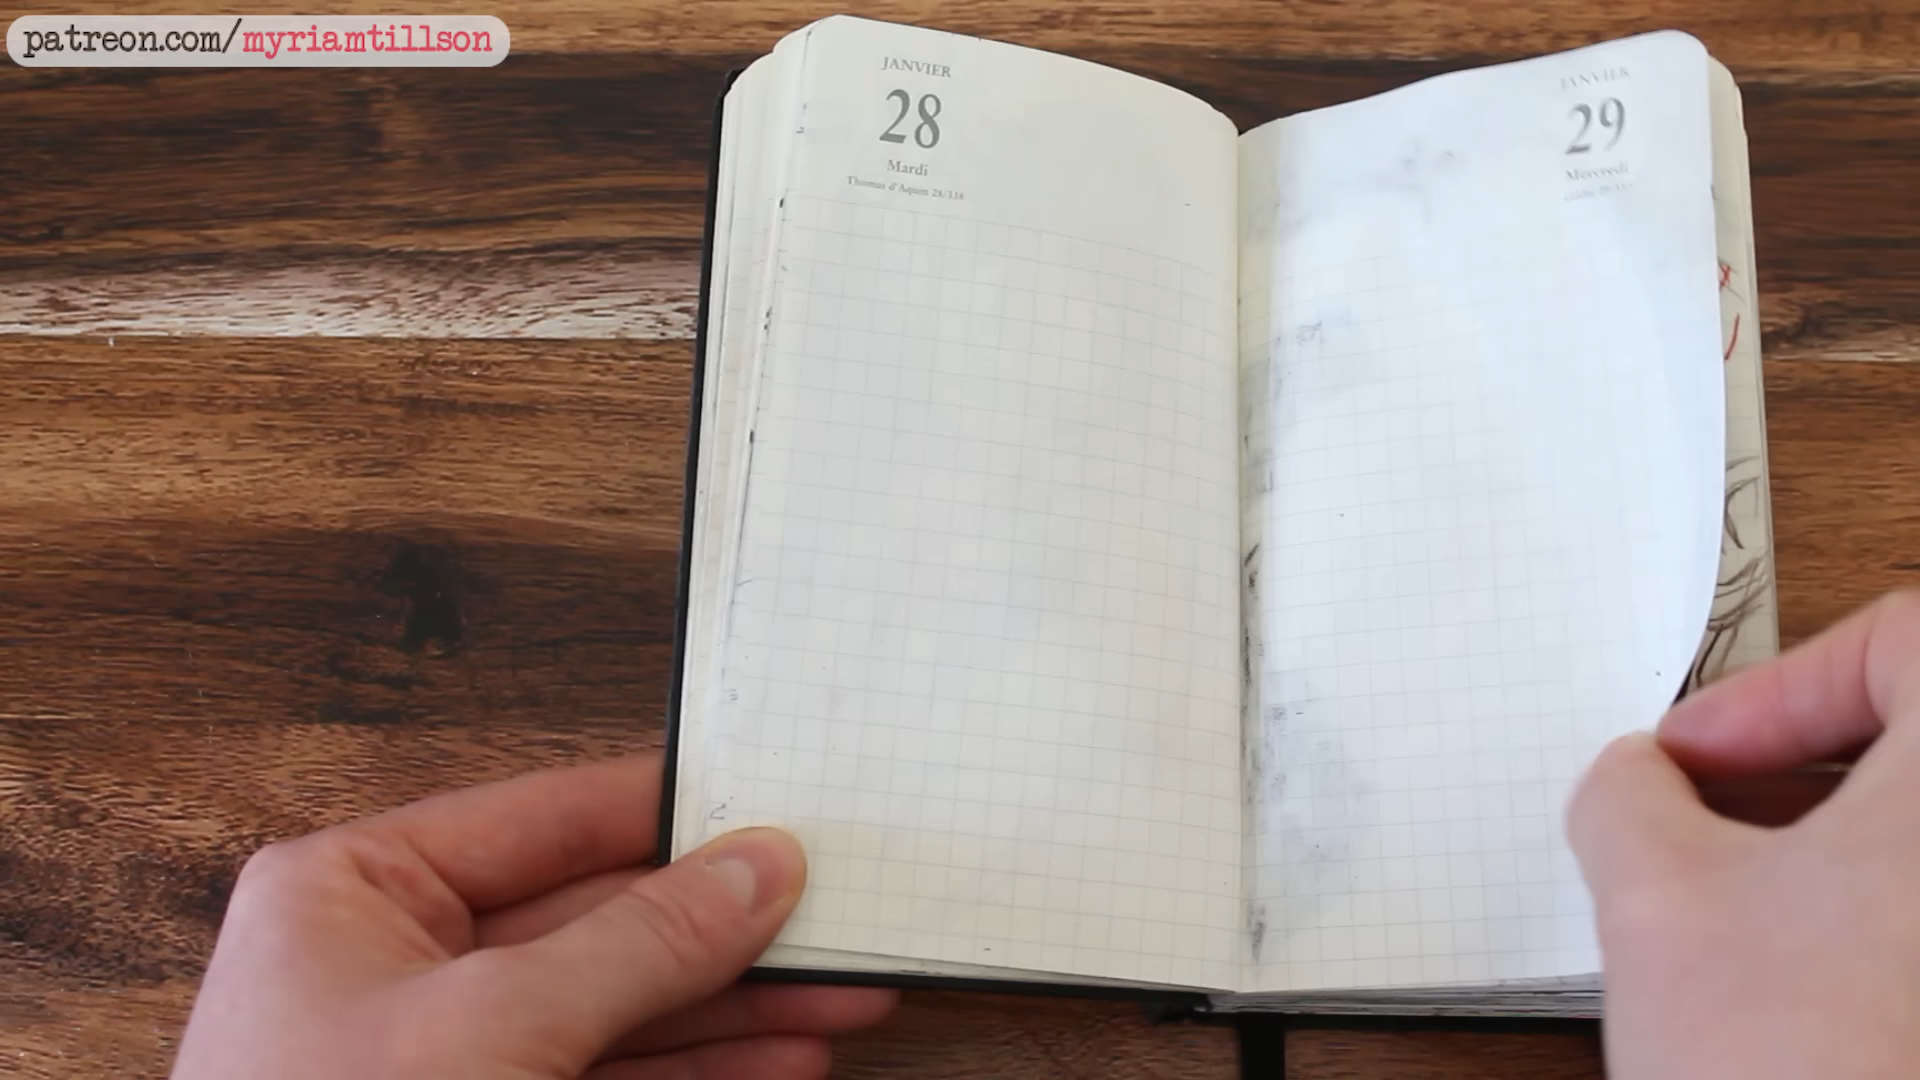 patreon.com/myriamtillson
JANVIER
28
Mardi
Thomas d'Aquin 28/338
JANVIER
29
Mercredi